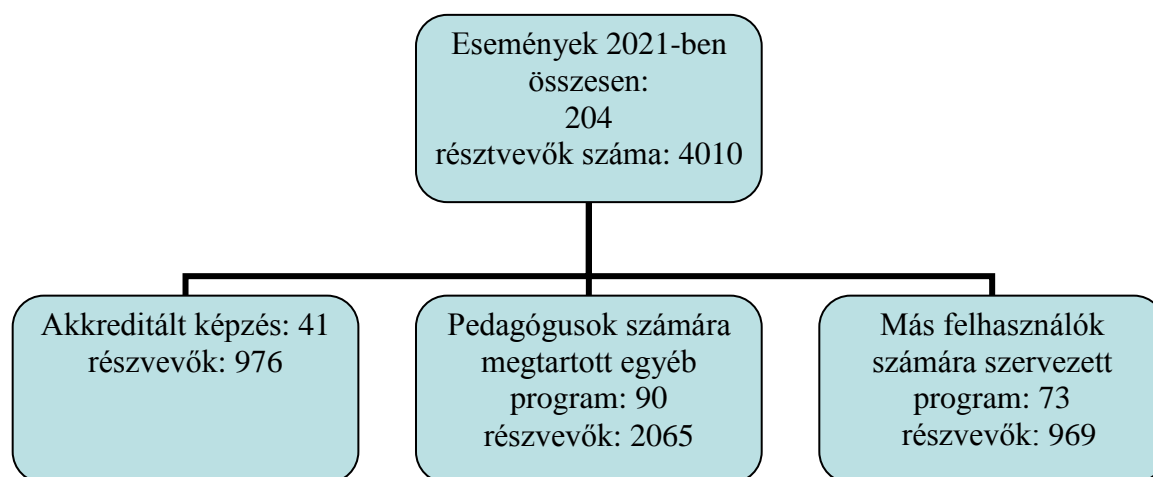 Események 2021-ben
összesen:
204
résztvevők száma: 4010
Akkreditált képzés: 41
részvevők: 976
Pedagógusok számára
megtartott egyéb
program: 90
részvevők: 2065
Más felhasználók
számára szervezett
program: 73
részvevők: 969